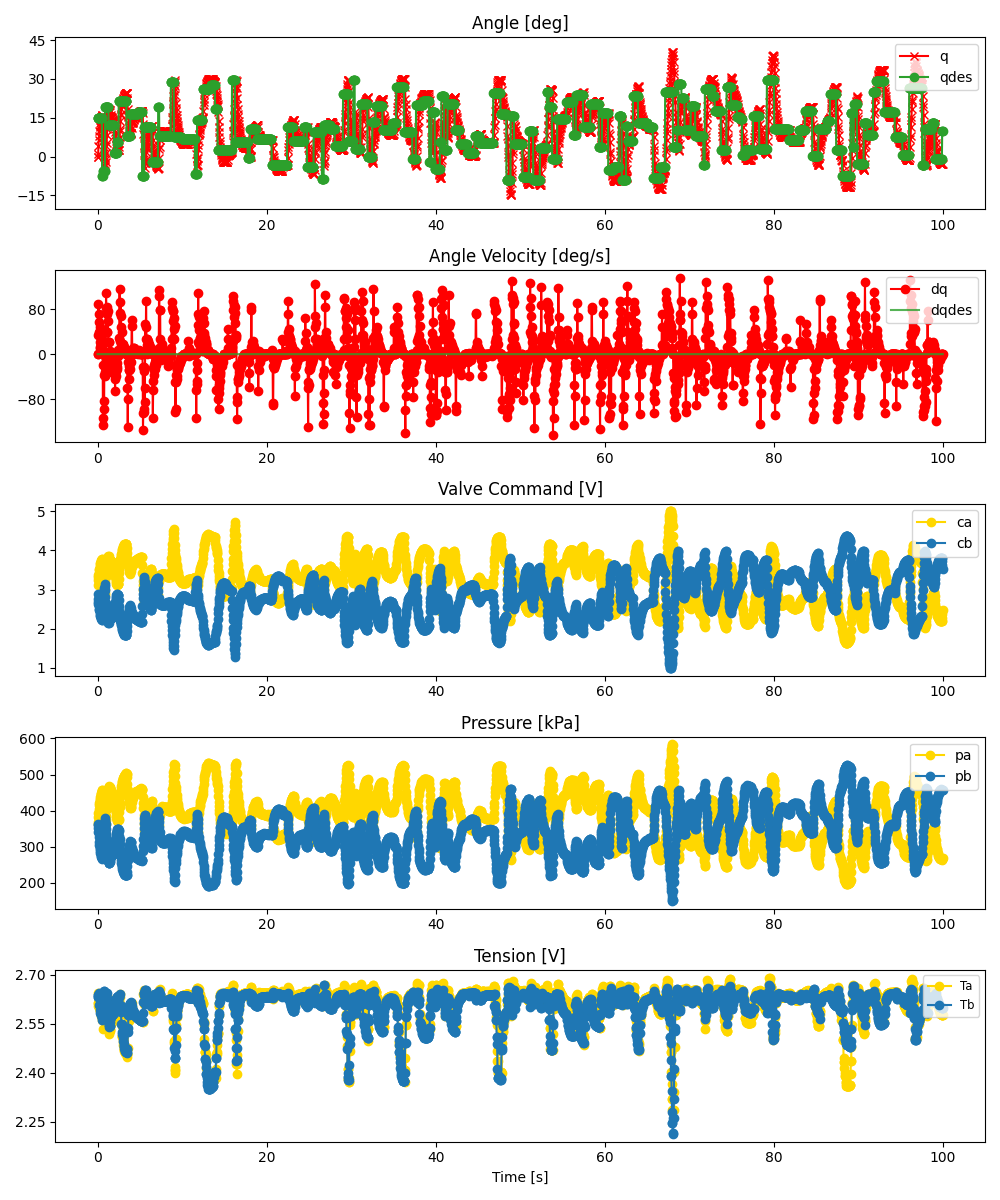 Angle [deg]
45
30
15
0
−15
q
qdes
0 20 40 60 80 100
Angle Velocity [deg/s]
80
0
−80
dq
dqdes
0 20 40 60 80 100
Valve Command [V]
5
4
3
2
1
ca
cb
0 20 40 60 80 100
Pressure [kPa]
600
500
400
300
200
pa
pb
0 20 40 60 80 100
Tension [V]
2.70
2.55
2.40
2.25
Ta
Tb
0 20 40 60 80 100
Time [s]